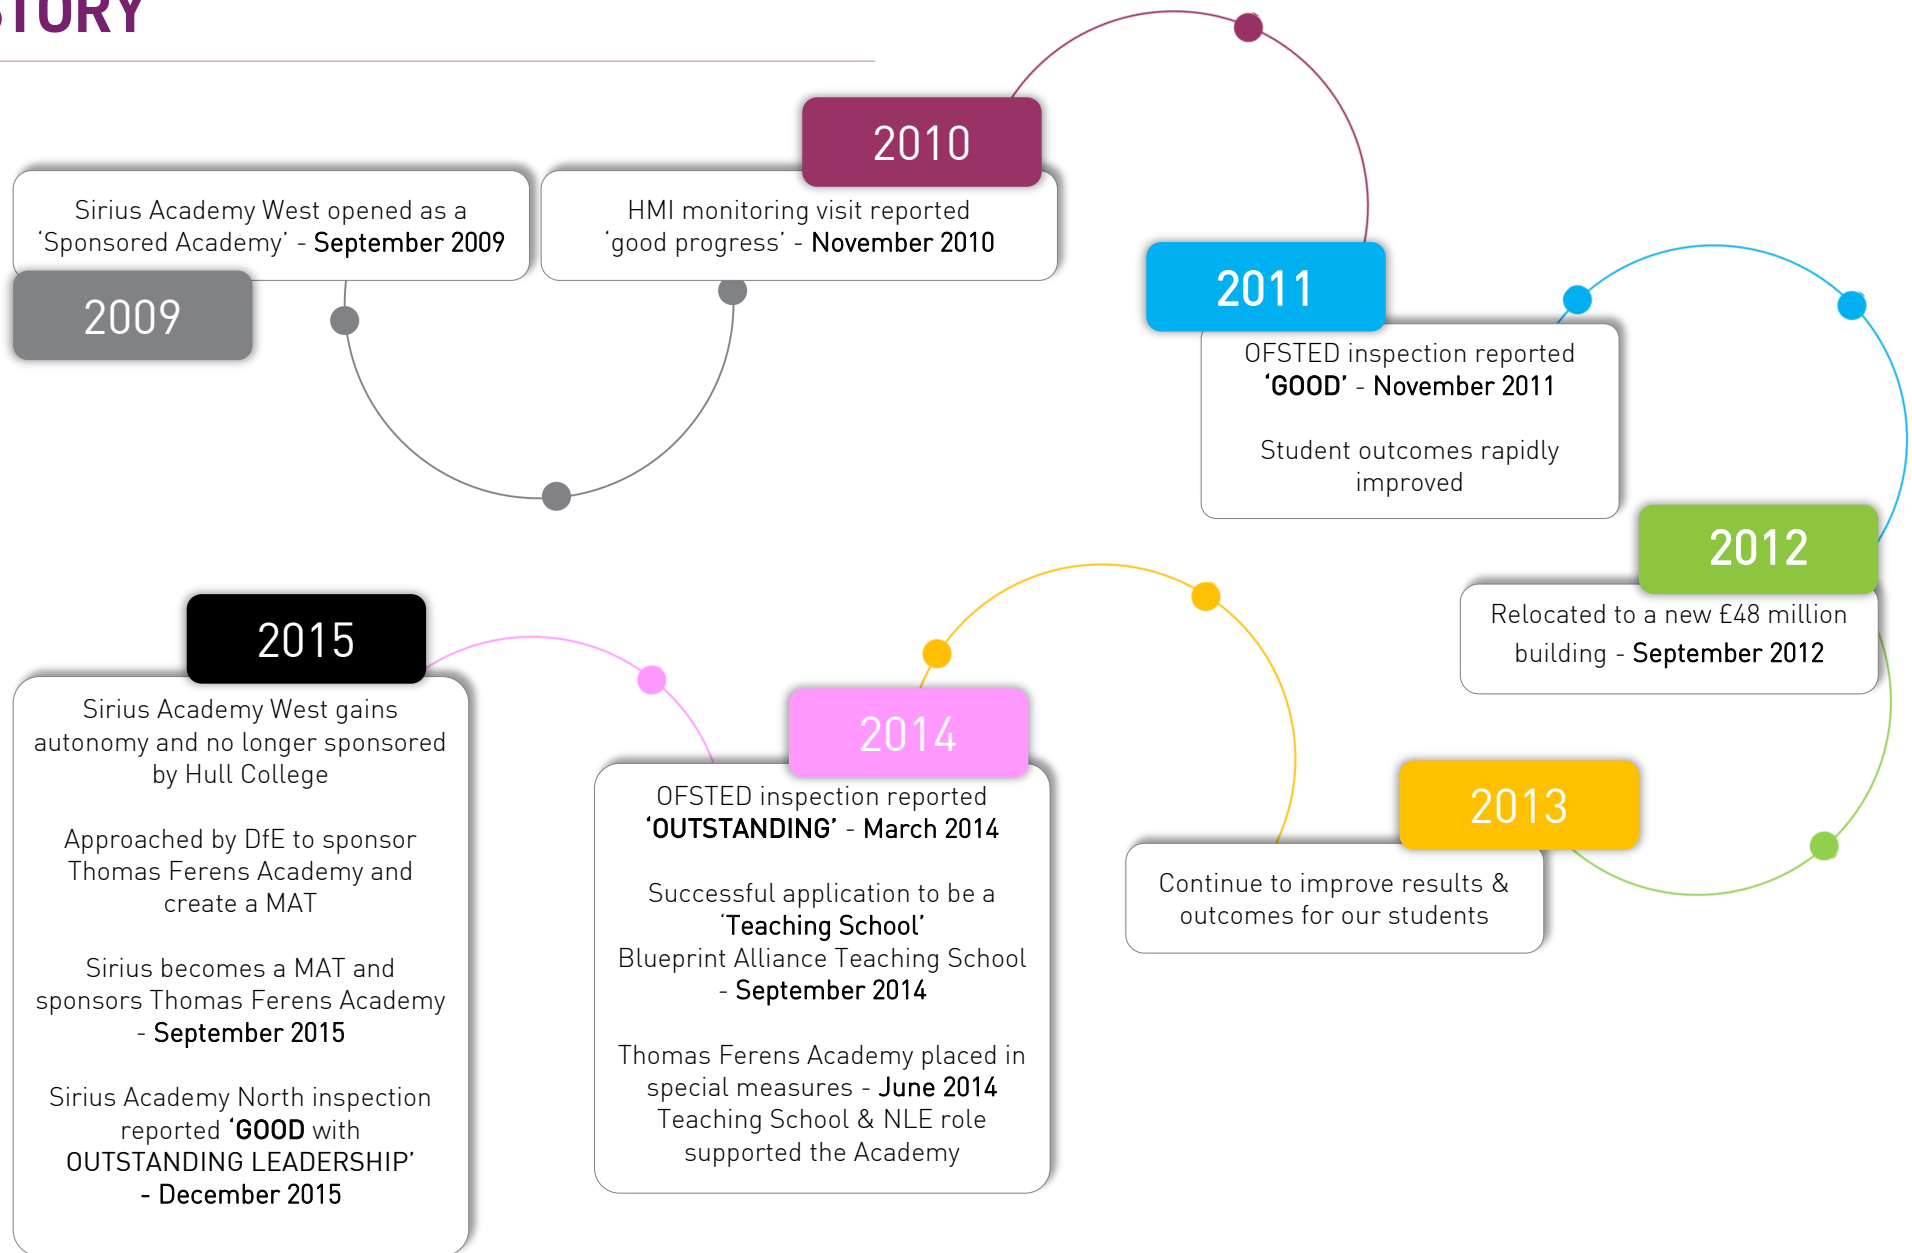 STORY
2009
Sirius Academy West opened as a
‘Sponsored Academy’ - September 2009
2010
HMI monitoring visit reported
‘good progress’ - November 2010
2011
OFSTED inspection reported
‘GOOD’ - November 2011
Student outcomes rapidly
improved
2012
Relocated to a new £48 million
building - September 2012
2013
Continue to improve results &
outcomes for our students
2014
OFSTED inspection reported
‘OUTSTANDING’ - March 2014
Successful application to be a
‘Teaching School’
Blueprint Alliance Teaching School
- September 2014
Thomas Ferens Academy placed in
special measures - June 2014
Teaching School & NLE role
supported the Academy
2015
Sirius Academy West gains
autonomy and no longer sponsored
by Hull College
Approached by DfE to sponsor
Thomas Ferens Academy and
create a MAT
Sirius becomes a MAT and
sponsors Thomas Ferens Academy
- September 2015
Sirius Academy North inspection
reported ‘GOOD with
OUTSTANDING LEADERSHIP’
- December 2015